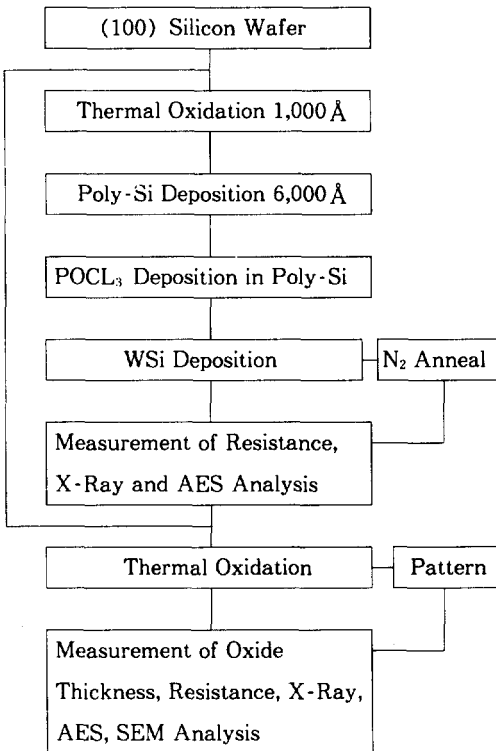 (100) Silicon Wafer
Thermal Oxidation 1,000Å
Poly-Si Deposition 6,000Å
POCL₃ Deposition in Poly-Si
WSi Deposition
N₂ Anneal
Measurement of Resistance,
X-Ray and AES Analysis
Thermal Oxidation
Pattern
Measurement of Oxide
Thickness, Resistance, X-Ray,
AES, SEM Analysis